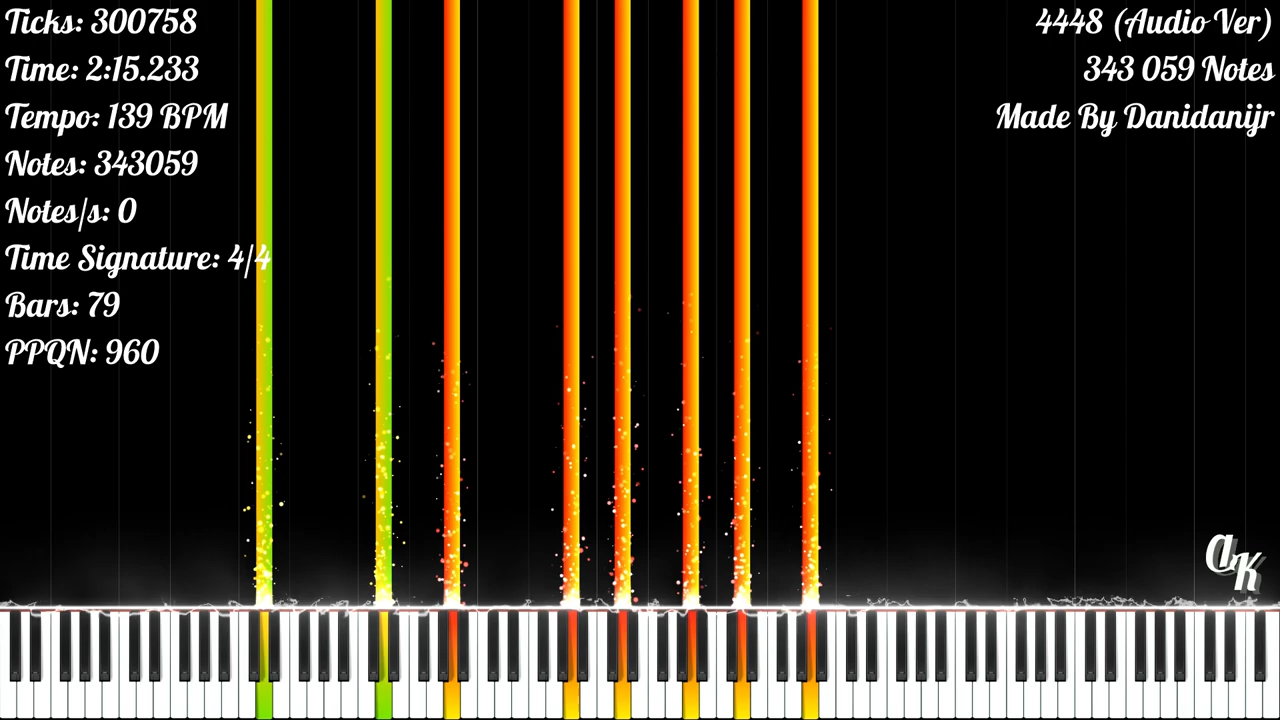 Ticks: 300758
Time: 2:15.233
Tempo: 139 BPM
Notes: 343059
Notes/s: 0
Time Signature: 4/4
Bars: 79
PPQN: 960
4448 (Audio Ver)
343 059 Notes
Made By Danidanijr
AK